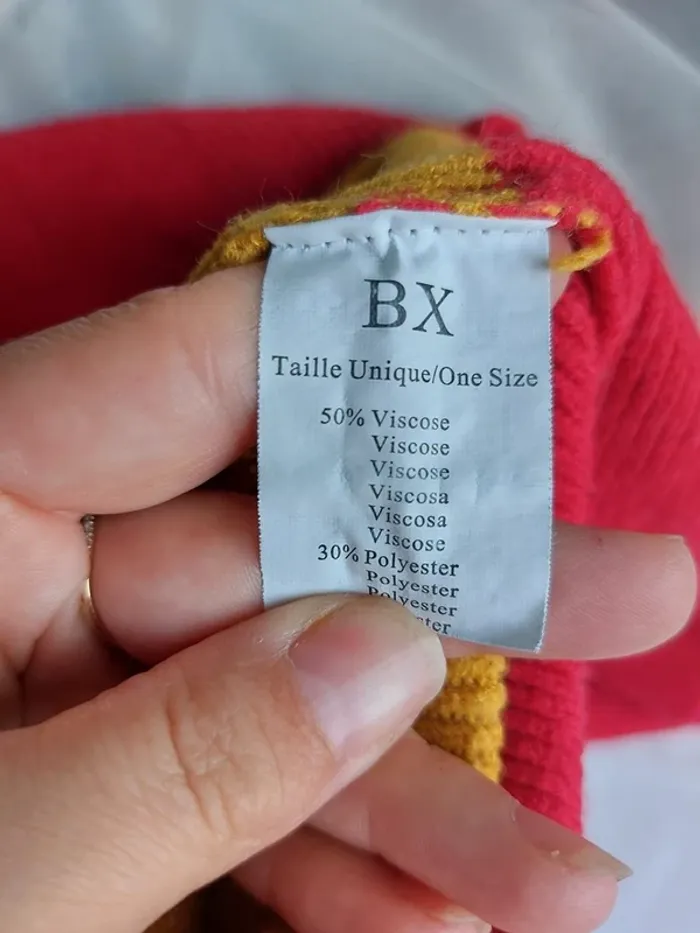 BX
Taille Unique/One Size
50% Viscose
Viscose
Viscose
Viscosa
Viscosa
Viscose
30% Polyester
Polyester
Polyester